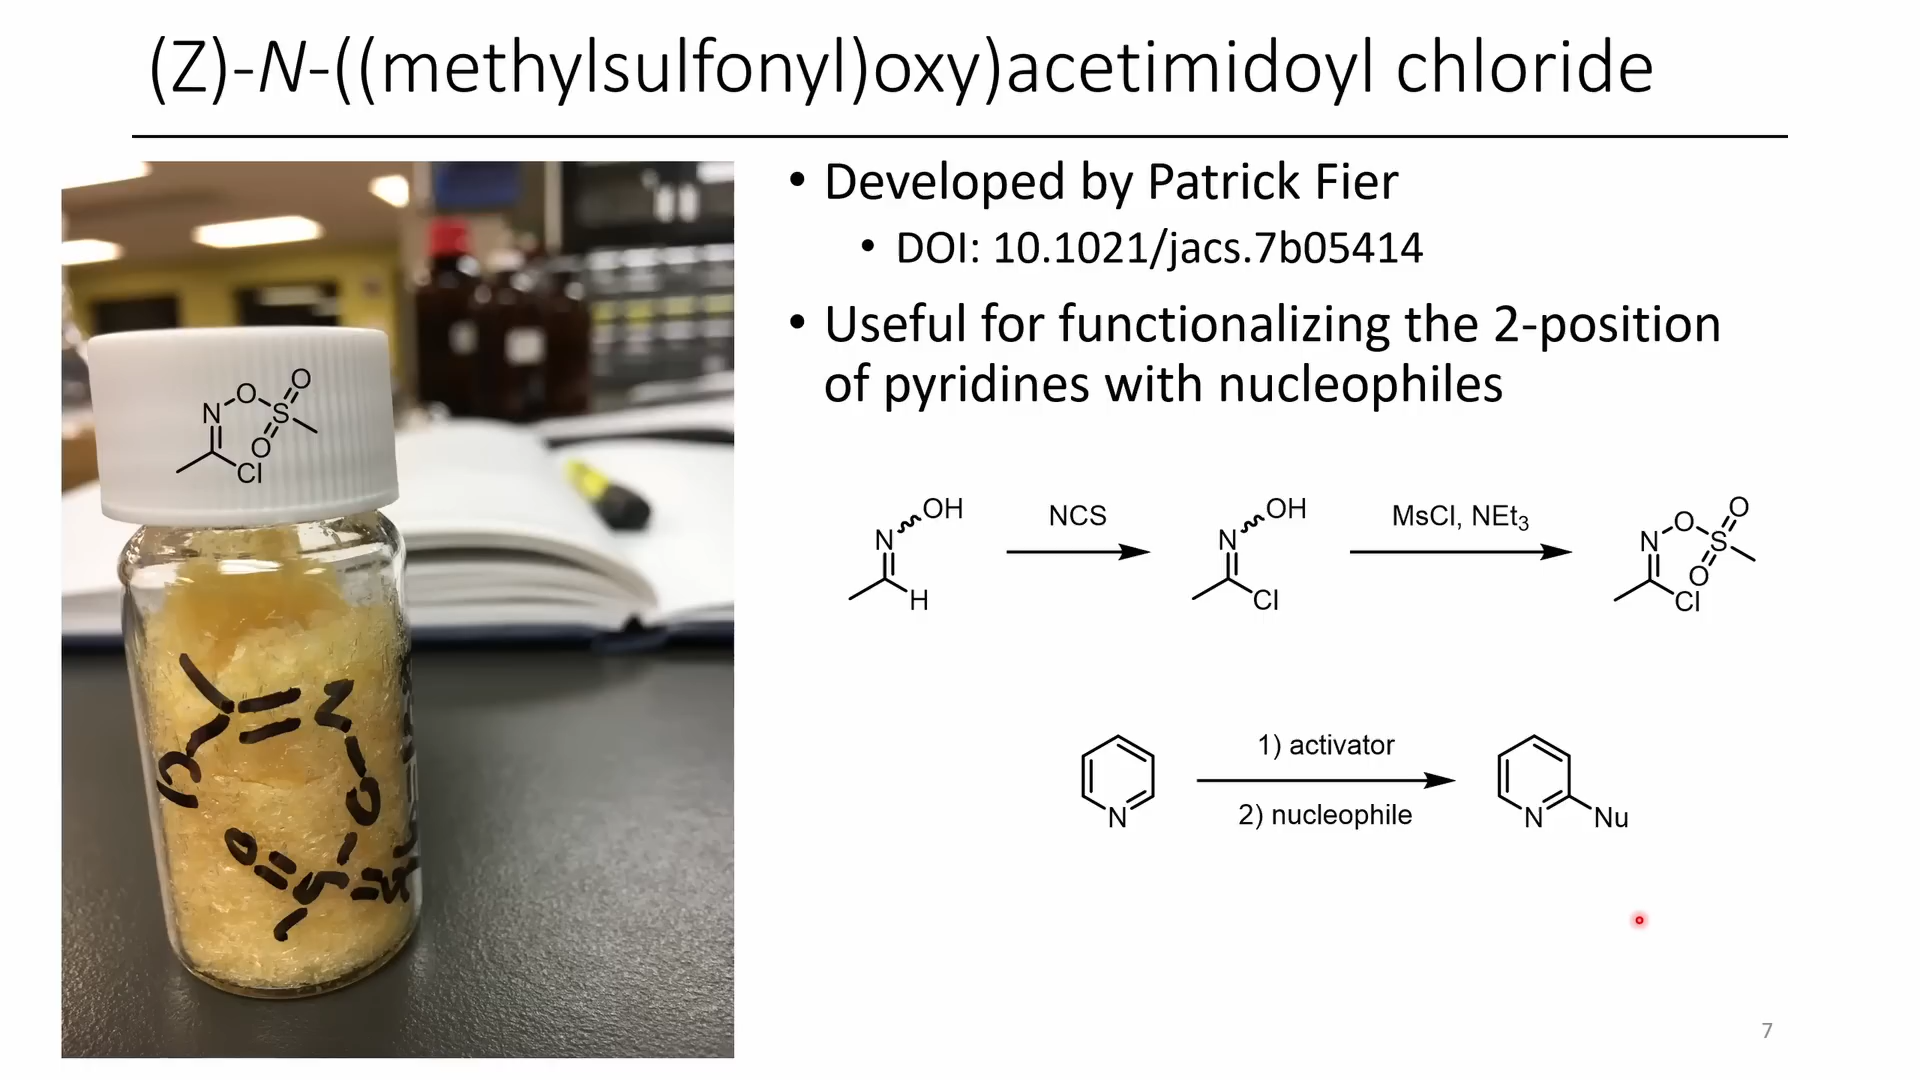 (Z)-N-((methylsulfonyl)oxy)acetimidoyl chloride
• Developed by Patrick Fier
• DOI: 10.1021/jacs.7b05414
• Useful for functionalizing the 2-position
of pyridines with nucleophiles
N O S O O Cl
N OH H
NCS
N OH Cl
MsCl, NEt₃
N O S O O Cl
N
1) activator
2) nucleophile
N Nu
N
O
O S
7